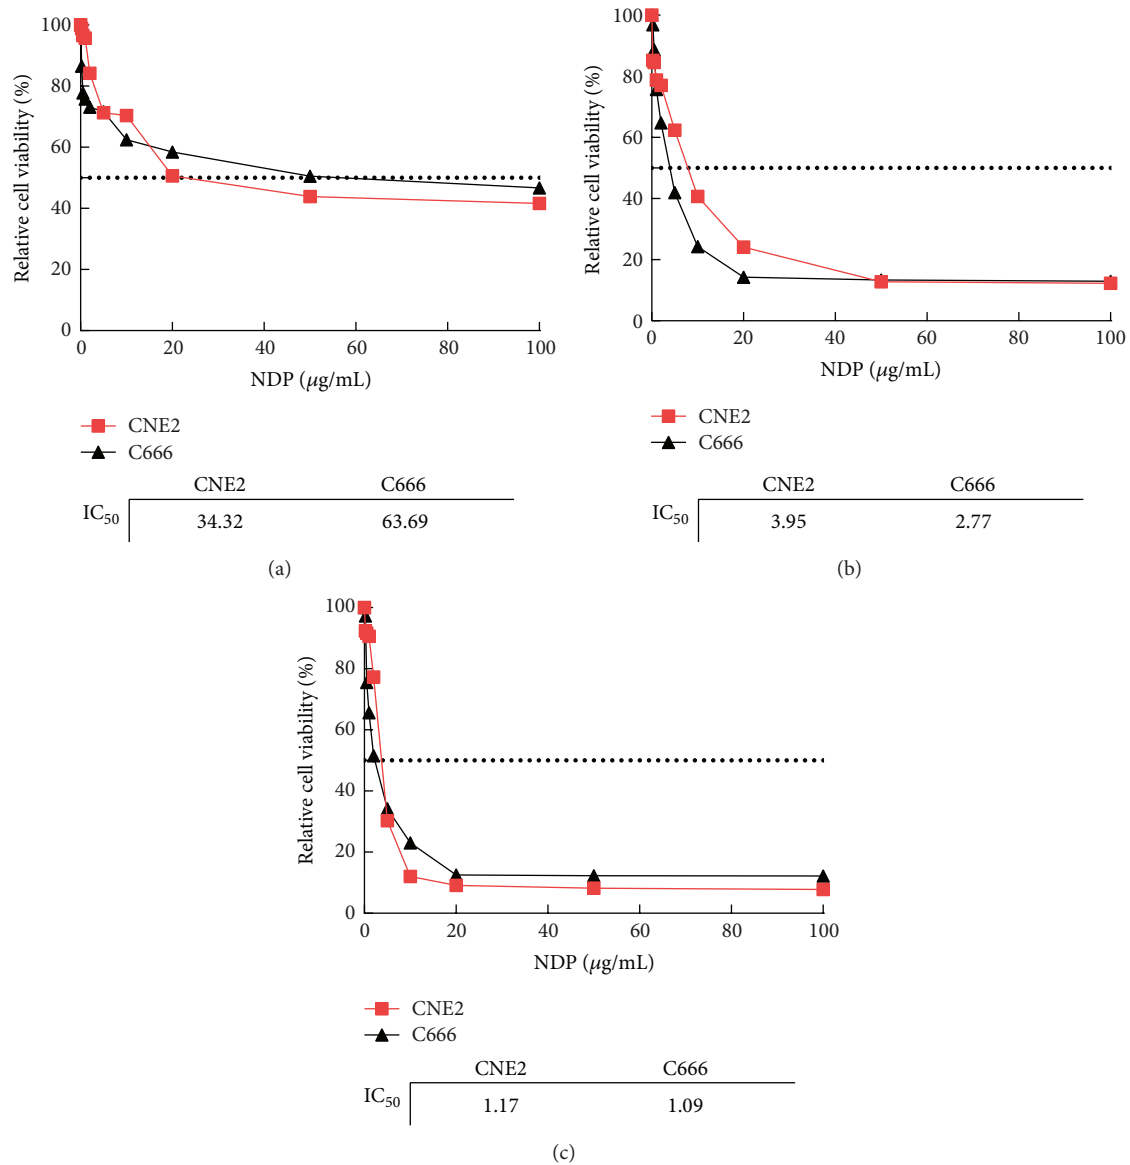 100
80
60
40
20
0
Relative cell viability (%)
0 20 40 60 80 100
NDP (μg/mL)
CNE2
C666
CNE2 C666
IC50 34.32 63.69
(a)
100
80
60
40
20
0
Relative cell viability (%)
0 20 40 60 80 100
NDP (μg/mL)
CNE2
C666
CNE2 C666
IC50 3.95 2.77
(b)
100
80
60
40
20
0
Relative cell viability (%)
0 20 40 60 80 100
NDP (μg/mL)
CNE2
C666
CNE2 C666
IC50 1.17 1.09
(c)